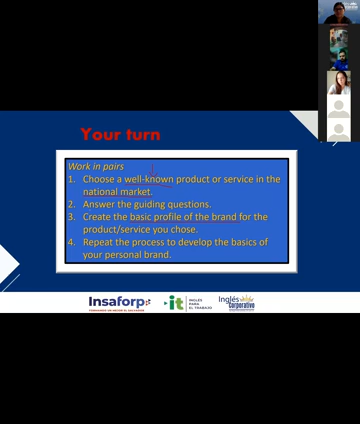 Your turn
Work in pairs
1. Choose a well-known product or service in the
national market.
2. Answer the guiding questions.
3. Create the basic profile of the brand for the
product/service you chose.
4. Repeat the process to develop the basics of
your personal brand.
Insaforp
it INGLÉS PARA EL TRABAJO
Inglés
Corporativo